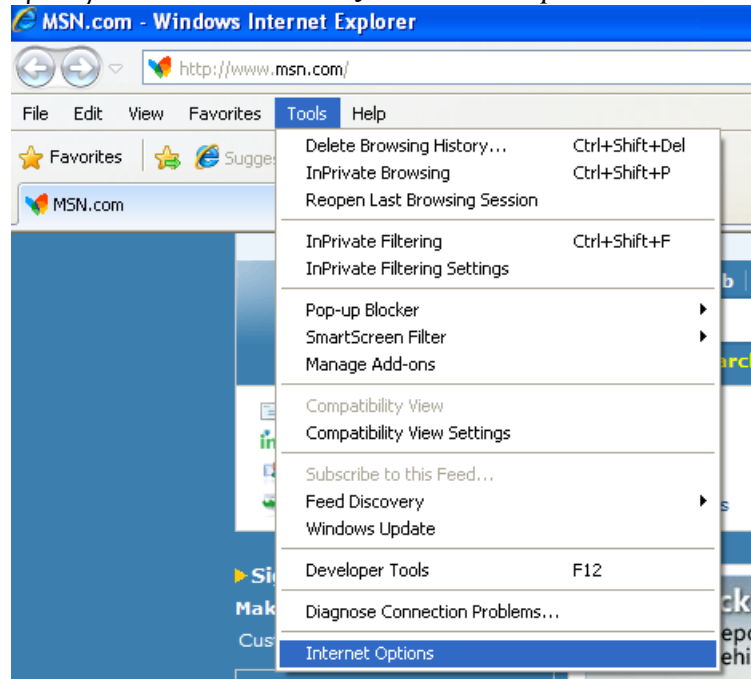 MSN.com - Windows Internet Explorer
http://www.msn.com/
File Edit View Favorites Tools Help
Favorites
MSN.com
Delete Browsing History... Ctrl+Shift+Del
InPrivate Browsing Ctrl+Shift+P
Reopen Last Browsing Session
InPrivate Filtering Ctrl+Shift+F
InPrivate Filtering Settings
Pop-up Blocker
SmartScreen Filter
Manage Add-ons
Compatibility View
Compatibility View Settings
Subscribe to this Feed...
Feed Discovery
Windows Update
Developer Tools F12
Diagnose Connection Problems...
Internet Options